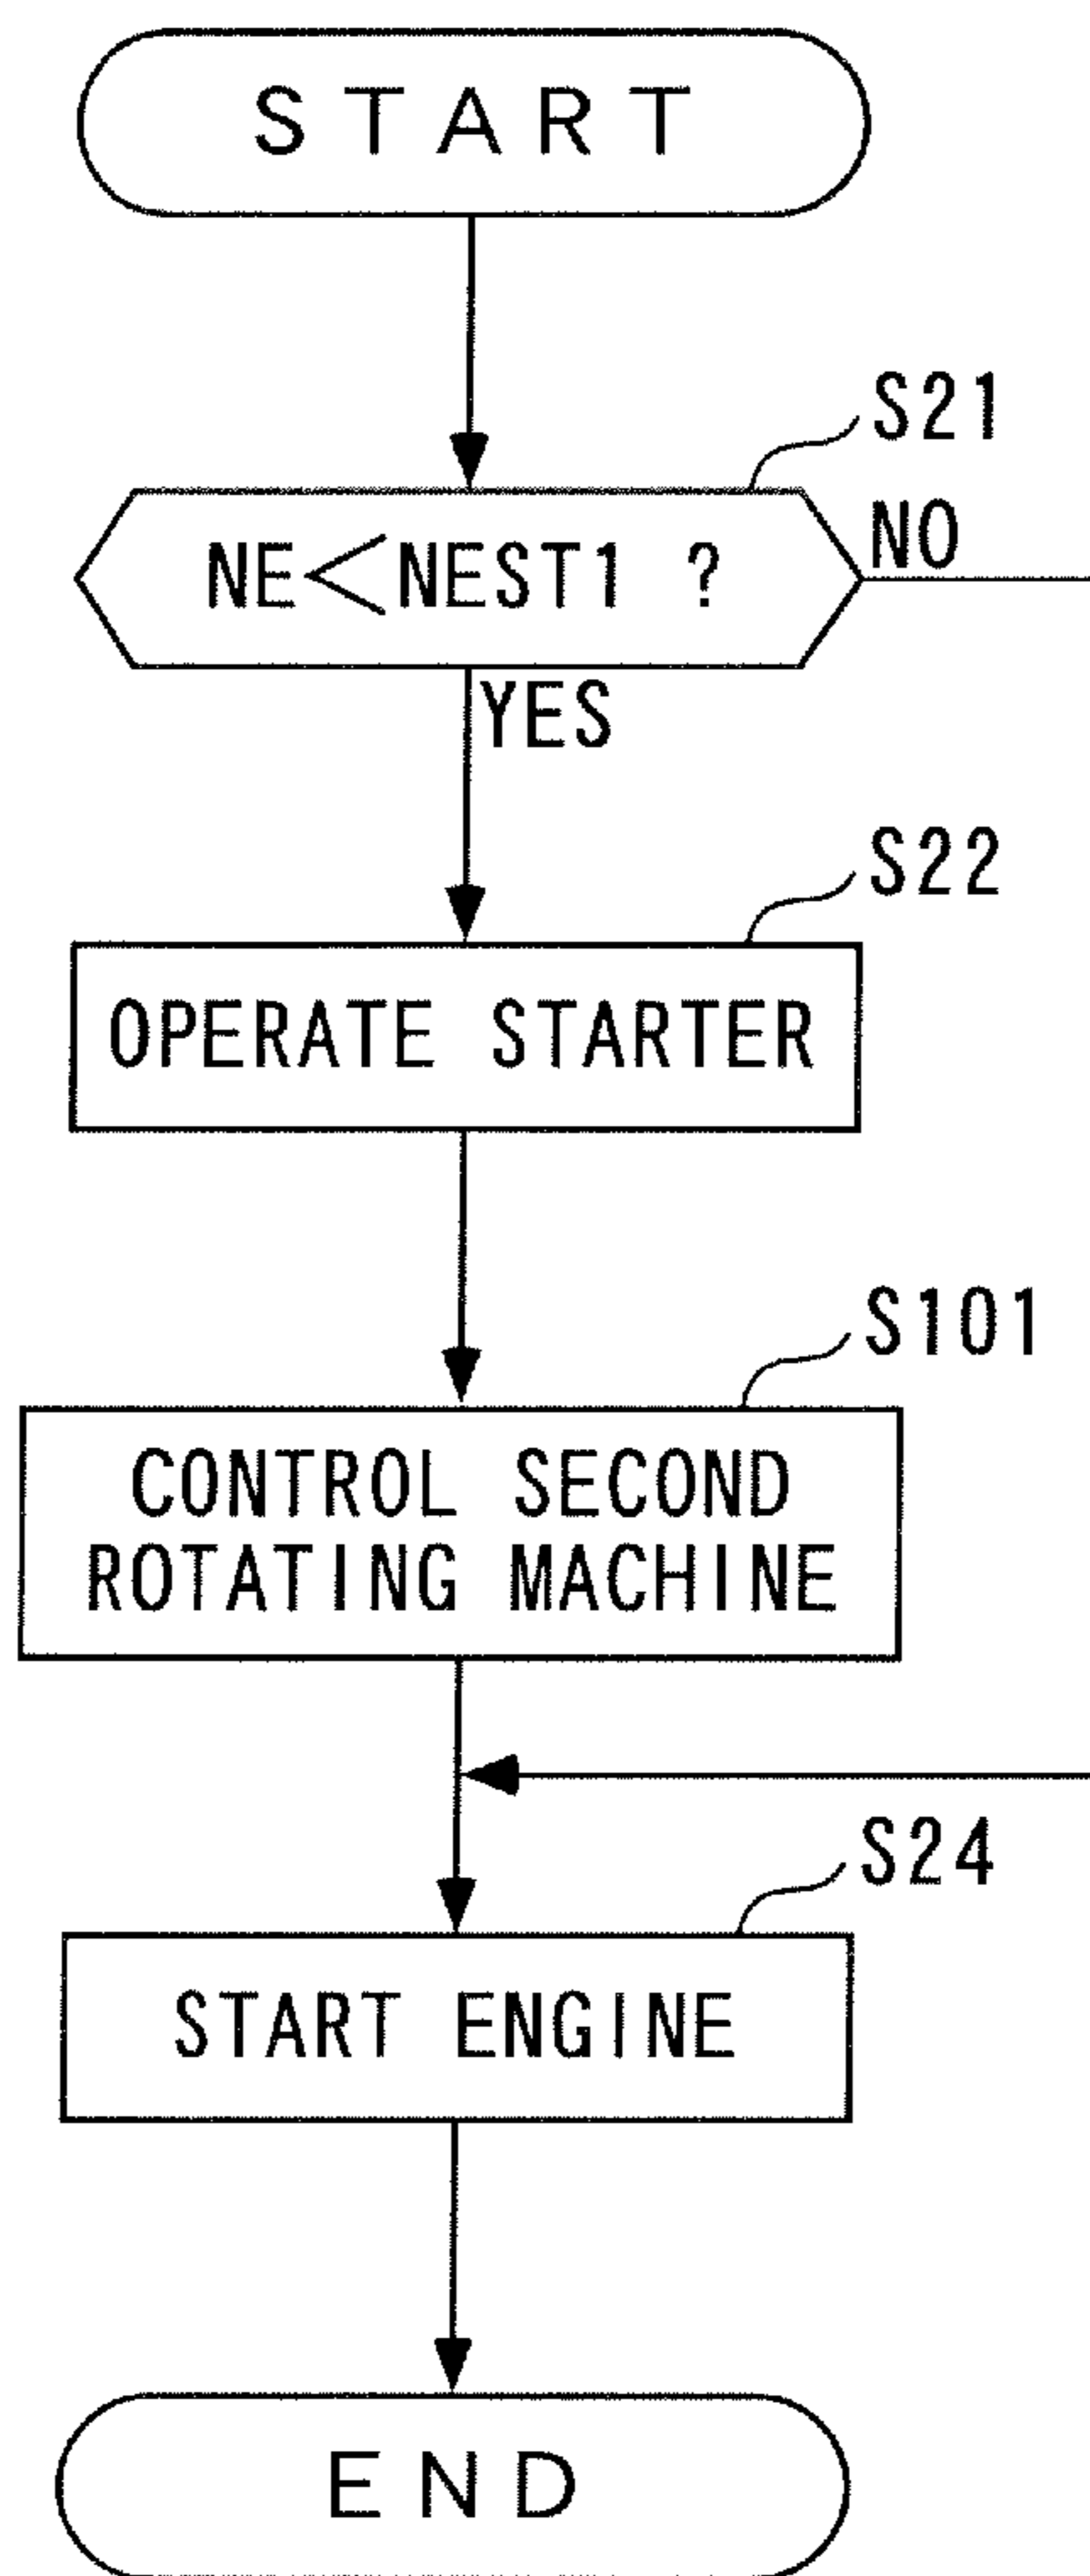 START
S21
NE<NEST1 ?
NO
YES
S22
OPERATE STARTER
S101
CONTROL SECOND
ROTATING MACHINE
S24
START ENGINE
END